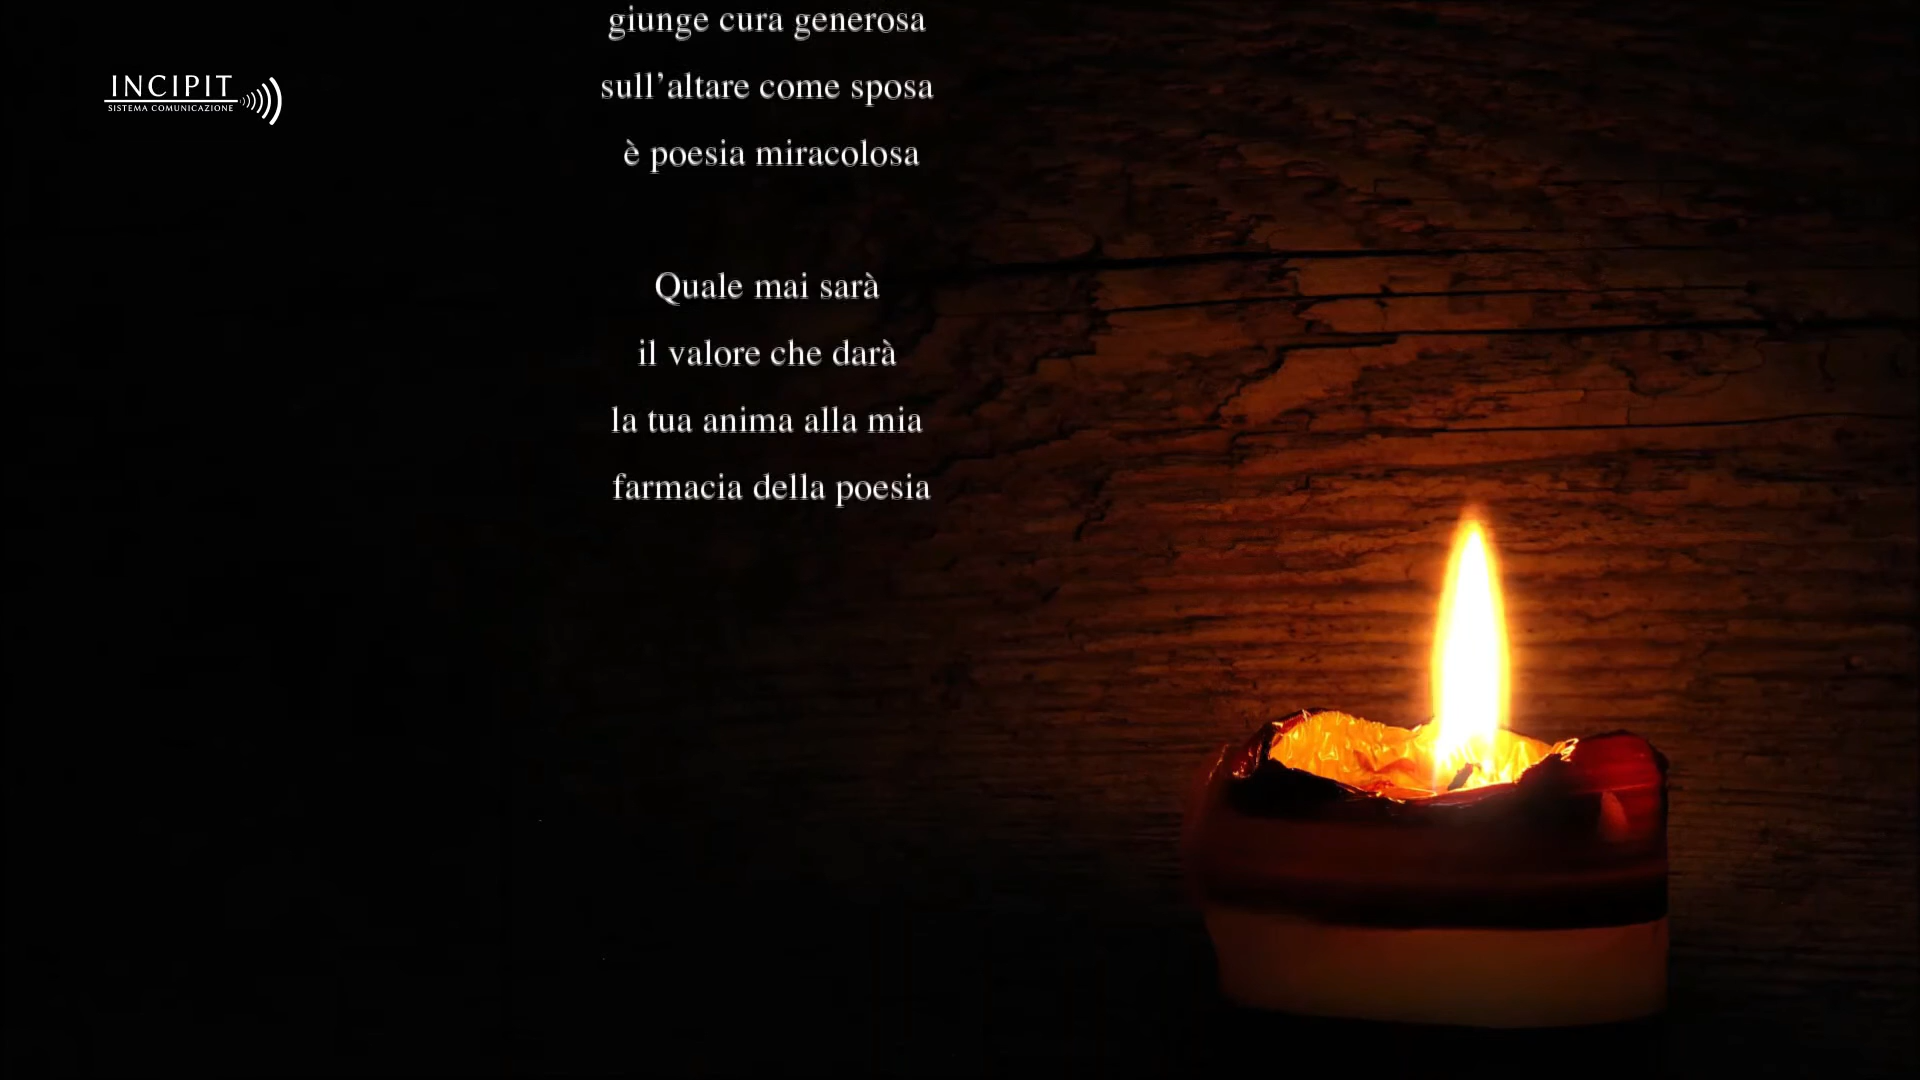 INCIPIT
SISTEMA COMUNICAZIONE
giunge cura generosa
sull’altare come sposa
è poesia miracolosa
Quale mai sarà
il valore che darà
la tua anima alla mia
farmacia della poesia